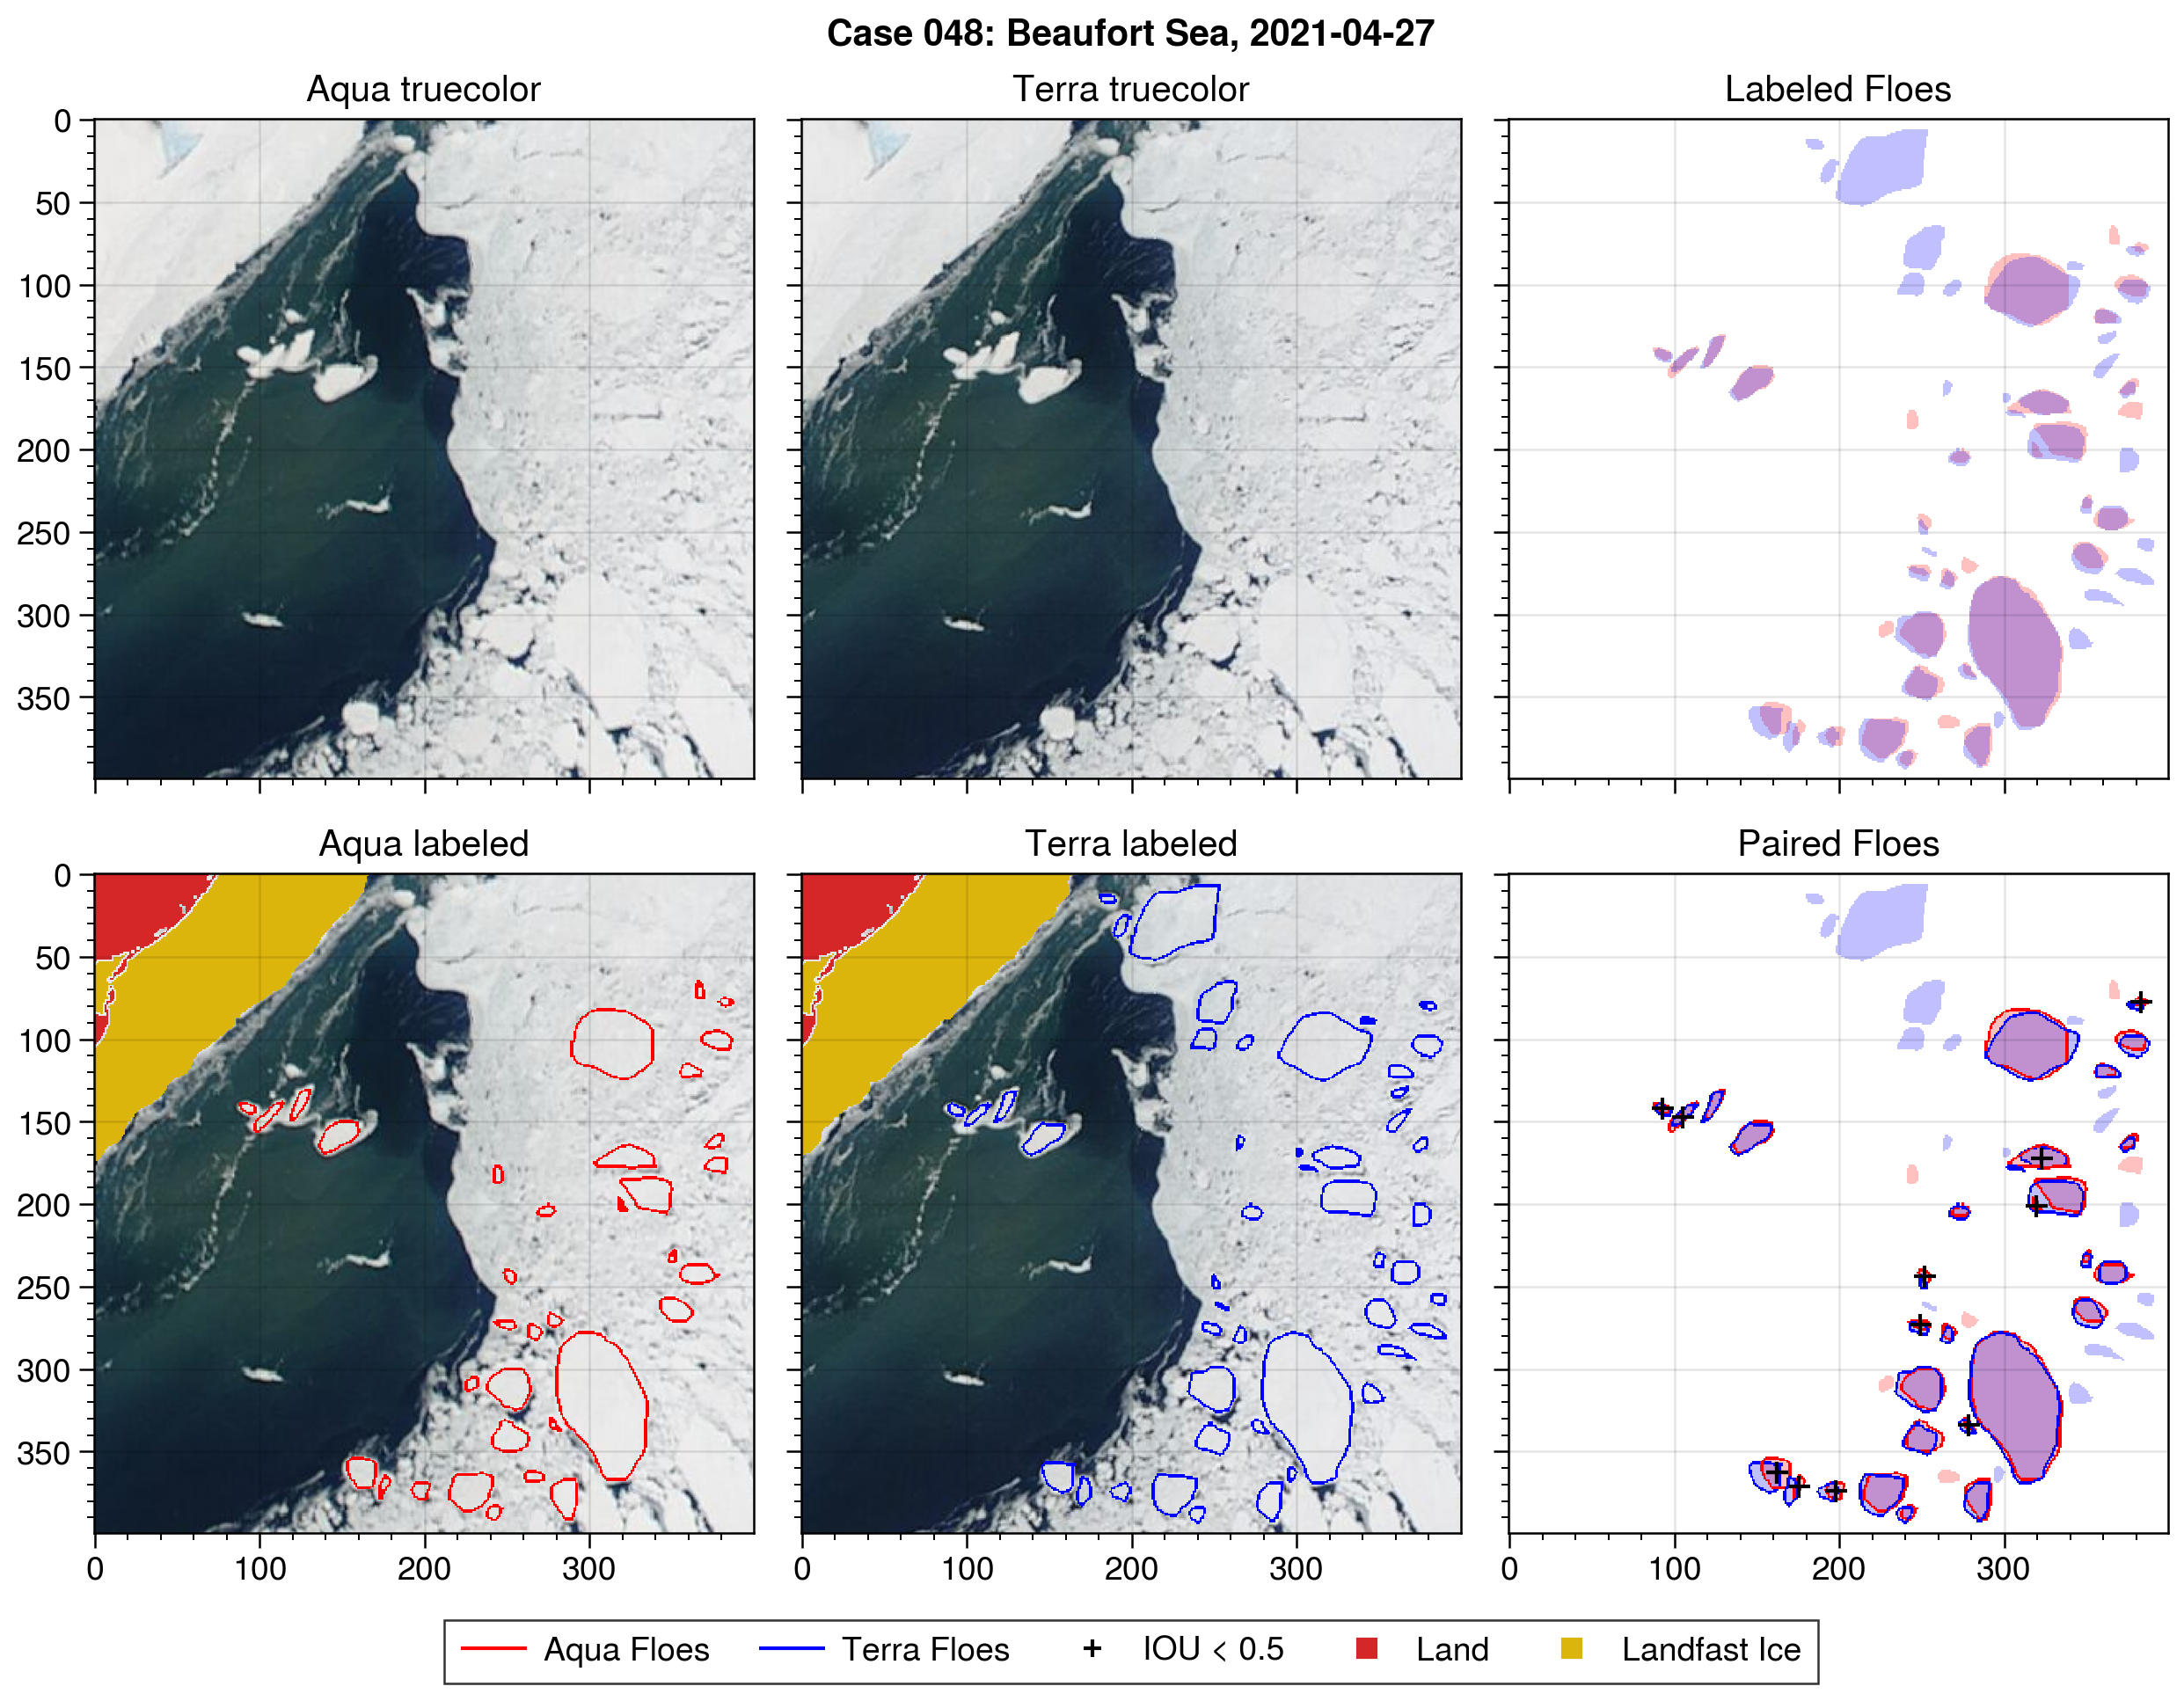 Case 048: Beaufort Sea, 2021-04-27
Aqua truecolor
Terra truecolor
Labeled Floes
0
50
100
150
200
250
300
350
Aqua labeled
Terra labeled
Paired Floes
0
50
100
150
200
250
300
350
0 100 200 300
0 100 200 300
0 100 200 300
Aqua Floes Terra Floes IOU < 0.5 Land Landfast Ice